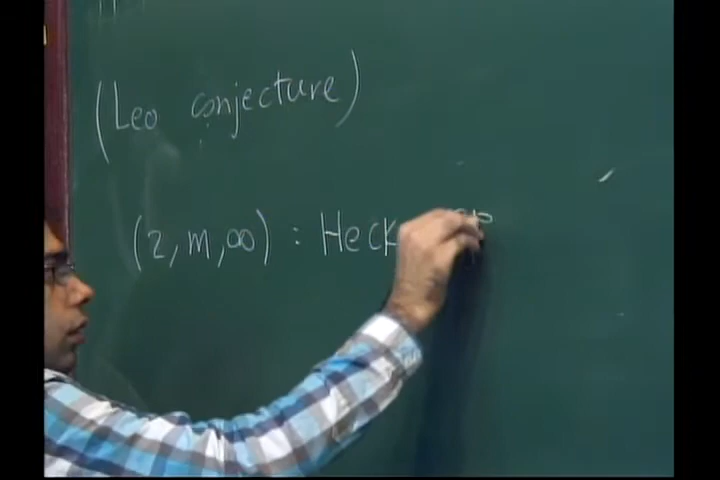 (Leo conjecture)
(2, m, ∞) : Heck